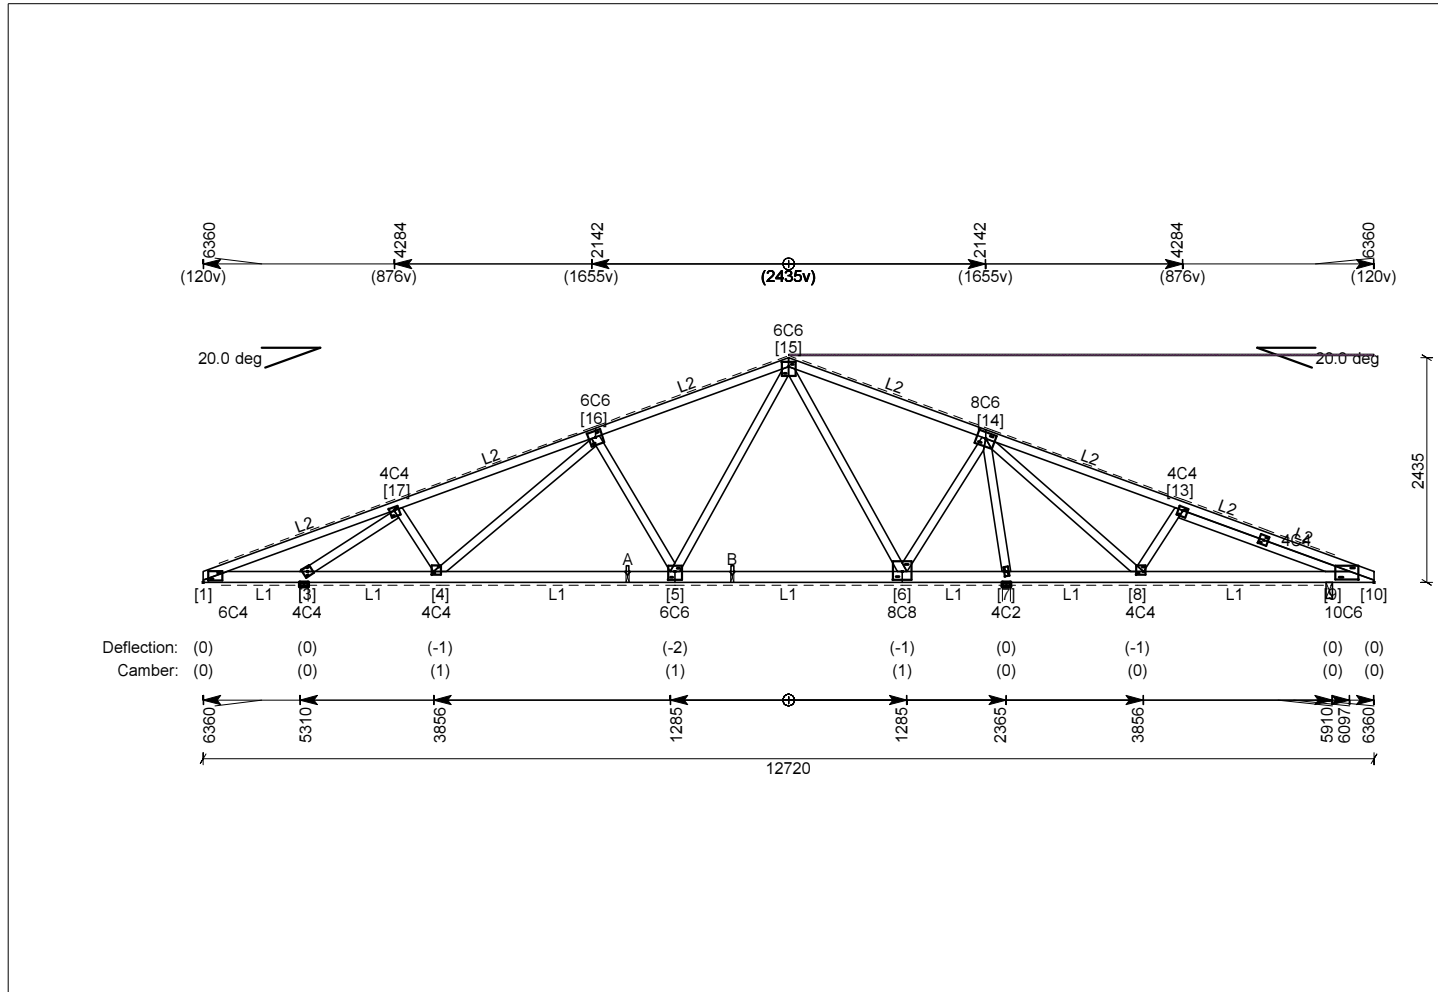 6360 4284 2142 2142 4284 6360
(120v) (876v) (1655v) (2435v) (1655v) (876v) (120v)
6C6
[15]
20.0 deg 20.0 deg
L2 L2
6C6 8C6
[16] [14]
2435
L2 L2
4C4 4C4
[17] [13]
L2 L2 L2
4C4
A B
[1] L1 [3] L1 [4] L1 [5] L1 [6] L1 [7] L1 [8] L1 [9] [10]
6C4 4C4 4C4 6C6 8C8 4C2 4C4 10C6
Deflection: (0) (0) (-1) (-2) (-1) (0) (-1) (0) (0)
Camber: (0) (0) (1) (1) (1) (0) (0) (0) (0)
6360 5310 3856 1285 1285 2365 3856 5910 6097 6360
12720